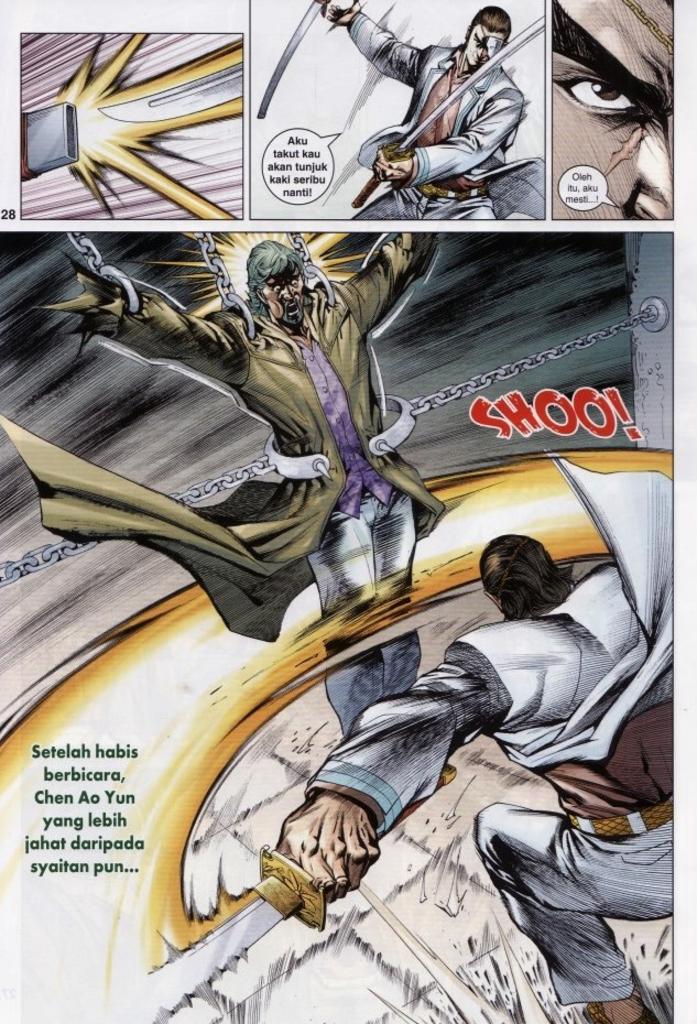 Aku
takut kau
akan tunjuk
kaki seribu
nanti!
Oleh
itu, aku
mesti...!
28
SHOO!
Setelah habis
berbicara,
Chen Ao Yun
yang lebih
jahat daripada
syaitan pun...